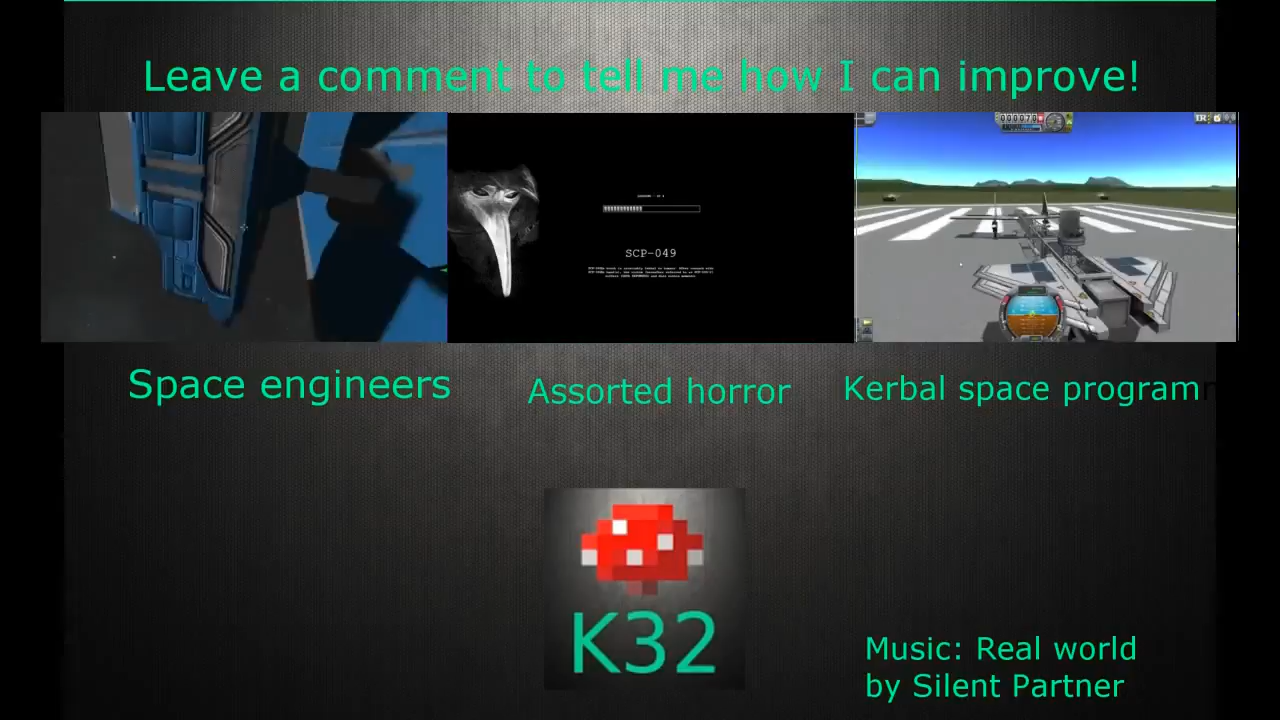 Leave a comment to tell me how I can improve!
SCP-049
Space engineers
Assorted horror
Kerbal space program
K32
Music: Real world
by Silent Partner